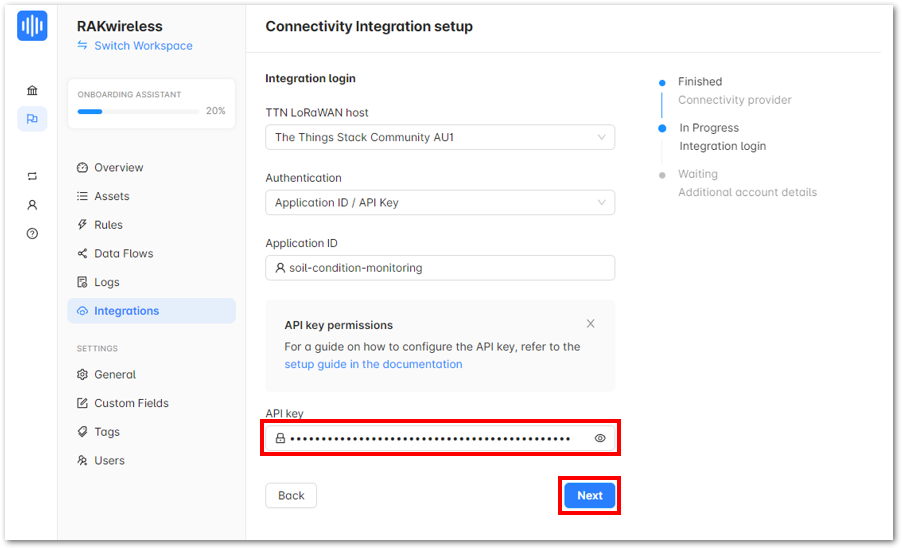 RAKwireless
Switch Workspace
ONBOARDING ASSISTANT
20%
Overview
Assets
Rules
Data Flows
Logs
Integrations
SETTINGS
General
Custom Fields
Tags
Users
Connectivity Integration setup
Integration login
TTN LoRaWAN host
The Things Stack Community AU1
Authentication
Application ID / API Key
Application ID
soil-condition-monitoring
API key permissions
For a guide on how to configure the API key, refer to the
setup guide in the documentation
API key
••••••••••••••••••••••••••••••••••••••••••••••
Back
Next
Finished
Connectivity provider
In Progress
Integration login
Waiting
Additional account details